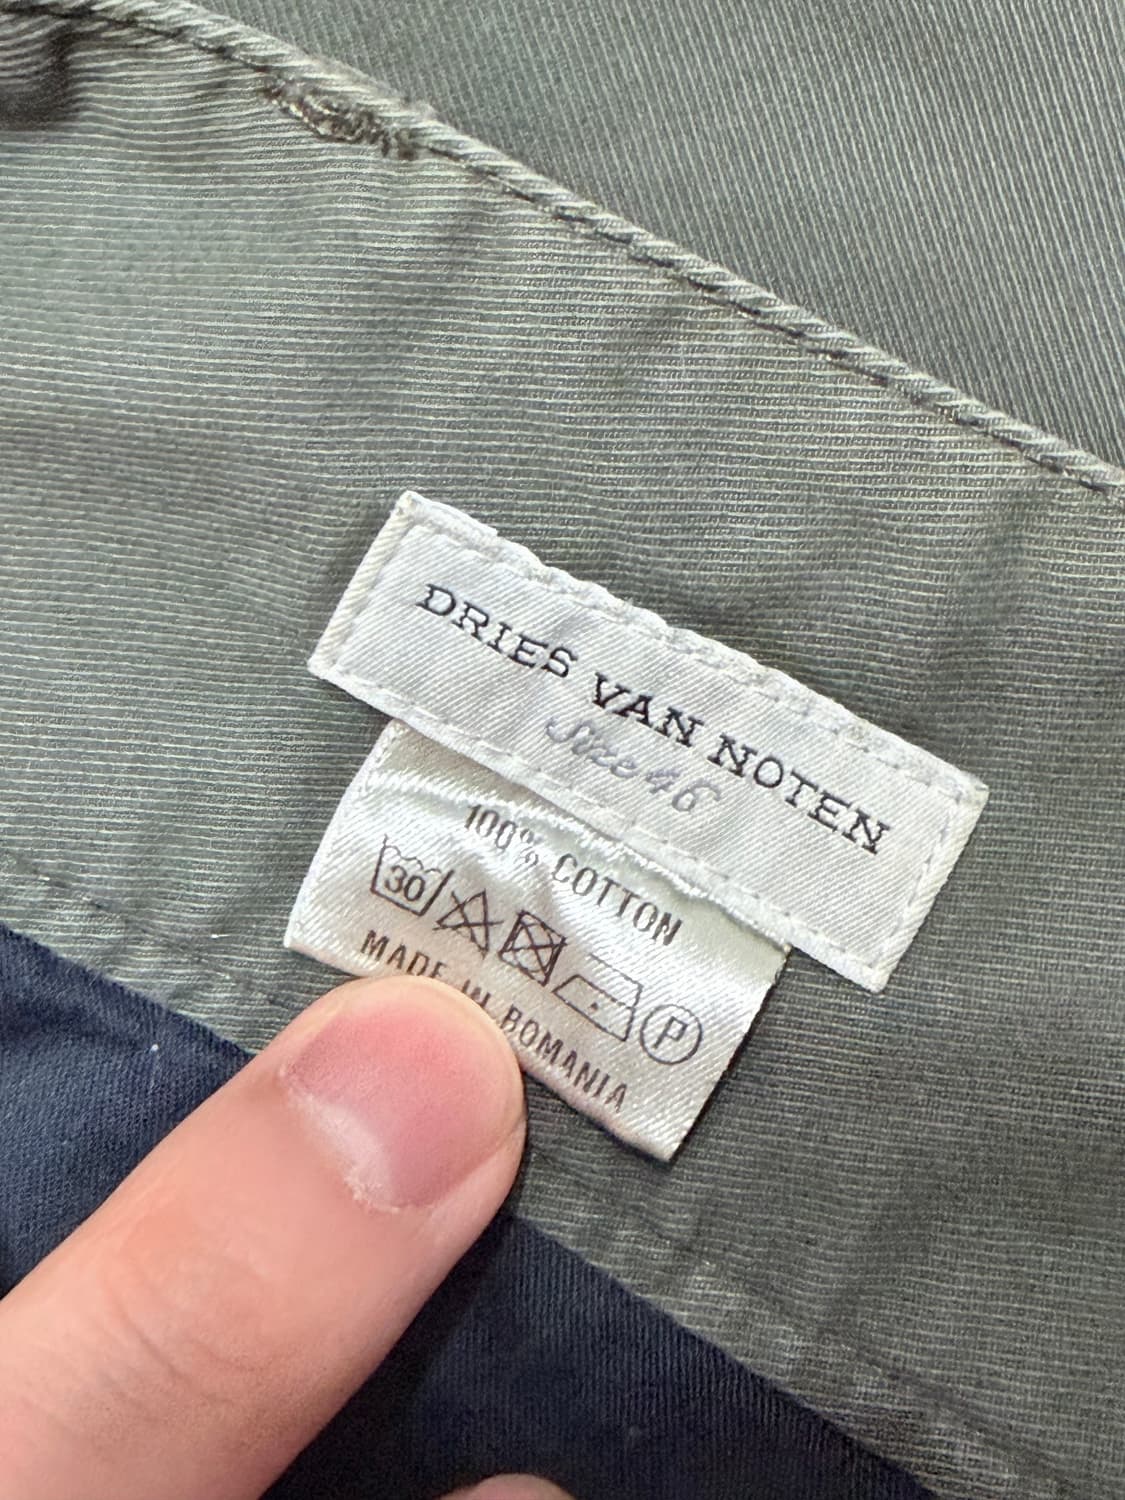 DRIES VAN NOTEN
Size 46
100% COTTON
30 P
MADE IN ROMANIA